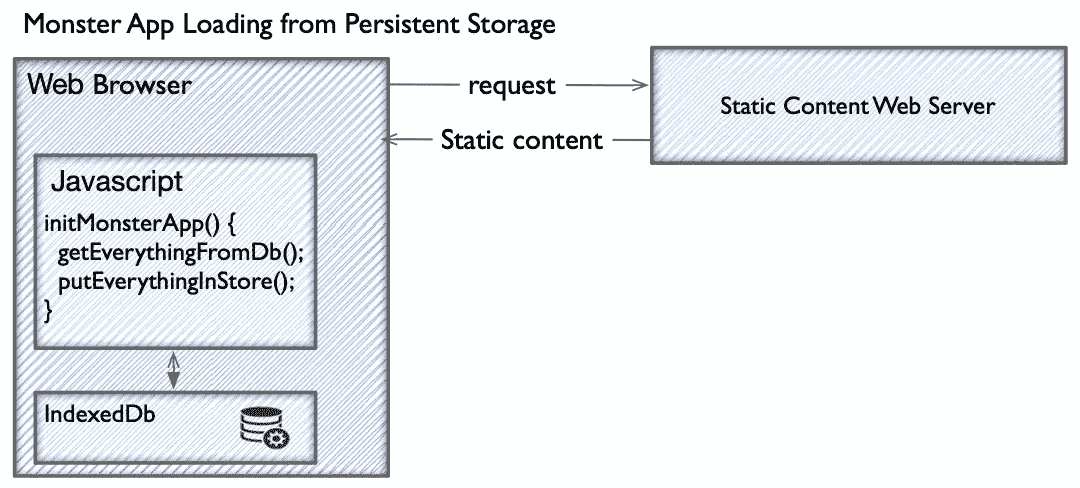 Monster App Loading from Persistent Storage
Web Browser
request
Static Content Web Server
Static content
Javascript
initMonsterApp() {
getEverythingFromDb();
putEverythingInStore();
}
IndexedDb